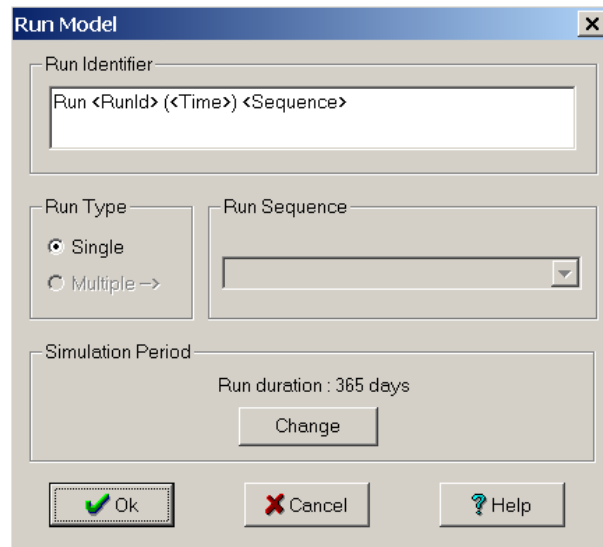 Run Model
Run Identifier
Run <RunId> (<Time>) <Sequence>
Run Type
Single
Multiple ->
Run Sequence
Simulation Period
Run duration : 365 days
Change
Ok
Cancel
Help